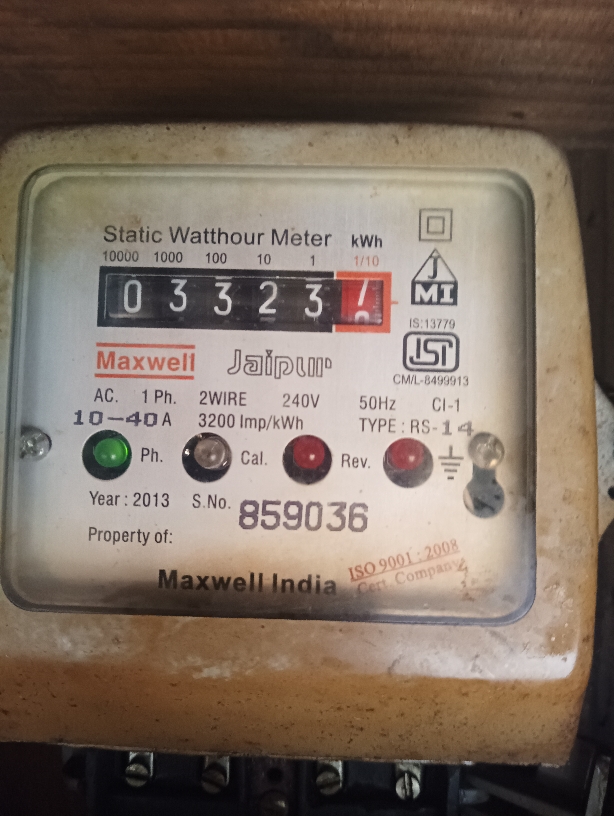 Static Watthour Meter kWh
10000 1000 100 10 1 1/10
0 3 3 2 3 7
J
MI
IS:13779
ISI
CM/L-8499913
Maxwell Jaipur
AC. 1 Ph. 2WIRE 240V 50Hz Cl-1
10-40 A 3200 Imp/kWh TYPE : RS-14
Ph. Cal. Rev.
Year : 2013 S.No. 859036
Property of:
Maxwell India
ISO 9001 : 2008
Cert. Company